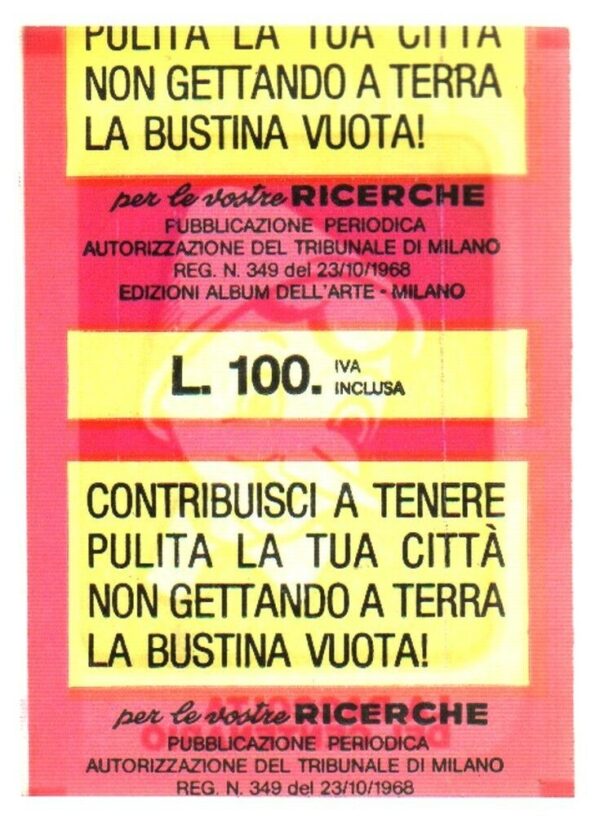 PULITA LA TUA CITTÀ
NON GETTANDO A TERRA
LA BUSTINA VUOTA!
per le vostre RICERCHE
PUBBLICAZIONE PERIODICA
AUTORIZZAZIONE DEL TRIBUNALE DI MILANO
REG. N. 349 del 23/10/1968
EDIZIONI ALBUM DELL'ARTE - MILANO
L. 100. IVA
INCLUSA
CONTRIBUISCI A TENERE
PULITA LA TUA CITTÀ
NON GETTANDO A TERRA
LA BUSTINA VUOTA!
per le vostre RICERCHE
PUBBLICAZIONE PERIODICA
AUTORIZZAZIONE DEL TRIBUNALE DI MILANO
REG. N. 349 del 23/10/1968